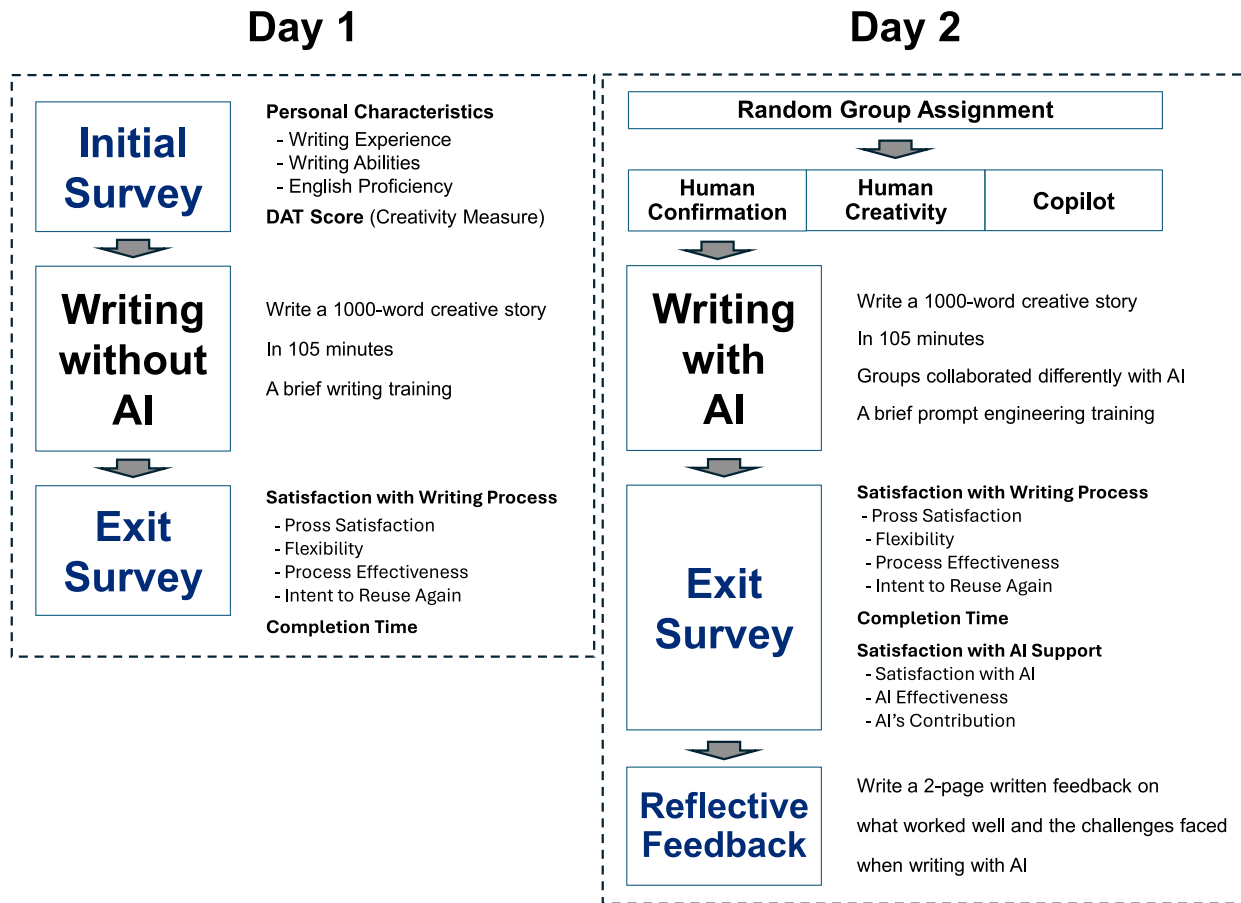 Day 1
Initial
Survey
Personal Characteristics
- Writing Experience
- Writing Abilities
- English Proficiency
DAT Score (Creativity Measure)
Writing
without
AI
Write a 1000-word creative story
In 105 minutes
A brief writing training
Exit
Survey
Satisfaction with Writing Process
- Pross Satisfaction
- Flexibility
- Process Effectiveness
- Intent to Reuse Again
Completion Time
Day 2
Random Group Assignment
Human
Confirmation
Human
Creativity
Copilot
Writing
with
AI
Write a 1000-word creative story
In 105 minutes
Groups collaborated differently with AI
A brief prompt engineering training
Exit
Survey
Satisfaction with Writing Process
- Pross Satisfaction
- Flexibility
- Process Effectiveness
- Intent to Reuse Again
Completion Time
Satisfaction with AI Support
- Satisfaction with AI
- AI Effectiveness
- AI's Contribution
Reflective
Feedback
Write a 2-page written feedback on
what worked well and the challenges faced
when writing with AI